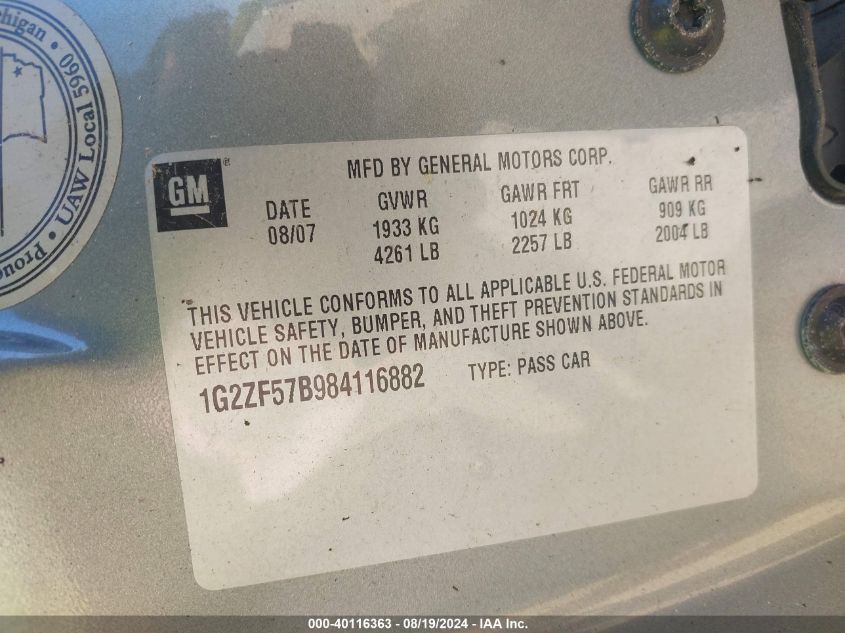 chigan • UAW Local 5960
Proud
GM ®
MFD BY GENERAL MOTORS CORP.
DATE GVWR GAWR FRT GAWR RR
08/07 1933 KG 1024 KG 909 KG
4261 LB 2257 LB 2004 LB
THIS VEHICLE CONFORMS TO ALL APPLICABLE U.S. FEDERAL MOTOR
VEHICLE SAFETY, BUMPER, AND THEFT PREVENTION STANDARDS IN
EFFECT ON THE DATE OF MANUFACTURE SHOWN ABOVE.
1G2ZF57B984116882 TYPE: PASS CAR
000-40116363 - 08/19/2024 - IAA Inc.